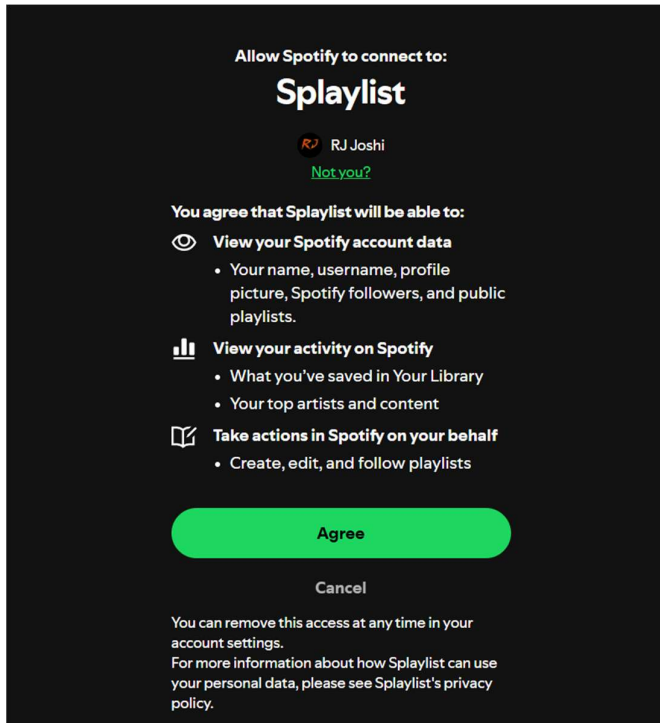 Allow Spotify to connect to:
Splaylist
RJ RJ Joshi
Not you?
You agree that Splaylist will be able to:
View your Spotify account data
• Your name, username, profile
picture, Spotify followers, and public
playlists.
View your activity on Spotify
• What you've saved in Your Library
• Your top artists and content
Take actions in Spotify on your behalf
• Create, edit, and follow playlists
Agree
Cancel
You can remove this access at any time in your
account settings.
For more information about how Splaylist can use
your personal data, please see Splaylist's privacy
policy.